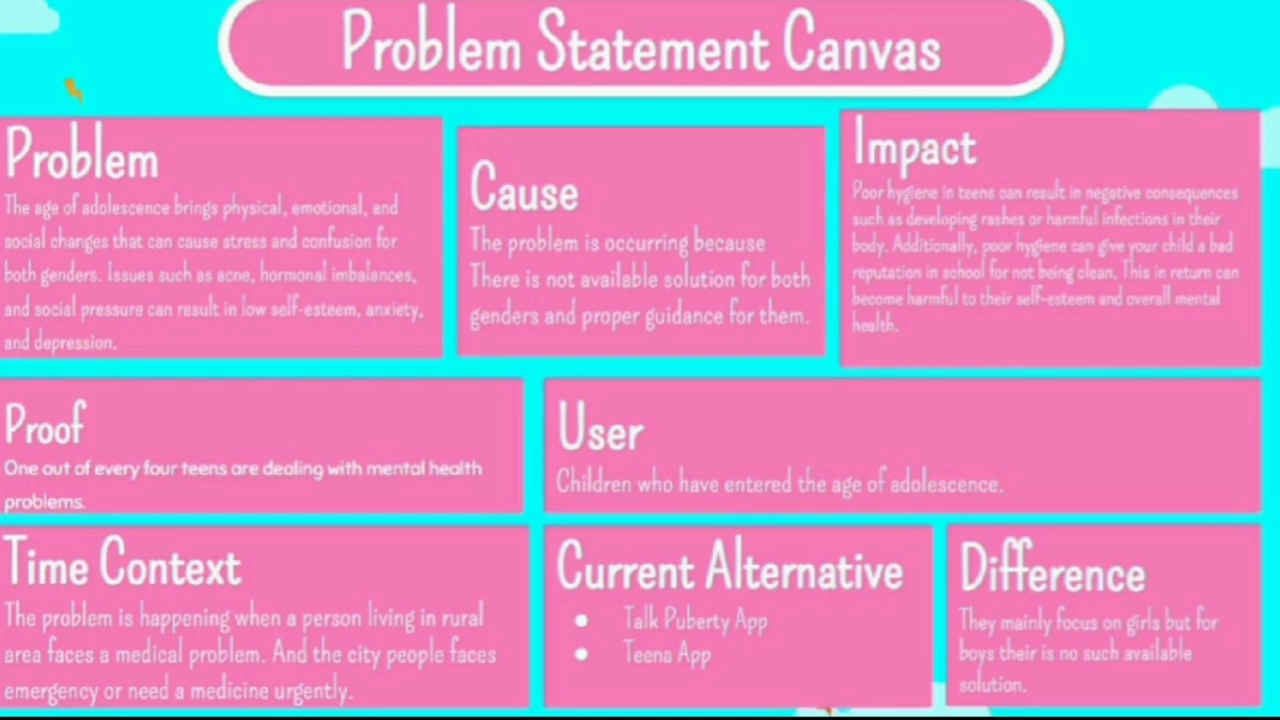 Problem Statement Canvas
Problem
The age of adolescence brings physical, emotional, and
social changes that can cause stress and confusion for
both genders. Issues such as acne, hormonal imbalances,
and social pressure can result in low self-esteem, anxiety,
and depression.
Cause
The problem is occurring because
There is not available solution for both
genders and proper guidance for them.
Impact
Poor hygiene in teens can result in negative consequences
such as developing rashes or harmful infections in their
body. Additionally, poor hygiene can give your child a bad
reputation in school for not being clean. This in return can
become harmful to their self-esteem and overall mental
health.
Proof
One out of every four teens are dealing with mental health
problems.
User
Children who have entered the age of adolescence.
Time Context
The problem is happening when a person living in rural
area faces a medical problem. And the city people faces
emergency or need a medicine urgently.
Current Alternative
• Talk Puberty App
• Teena App
Difference
They mainly focus on girls but for
boys their is no such available
solution.